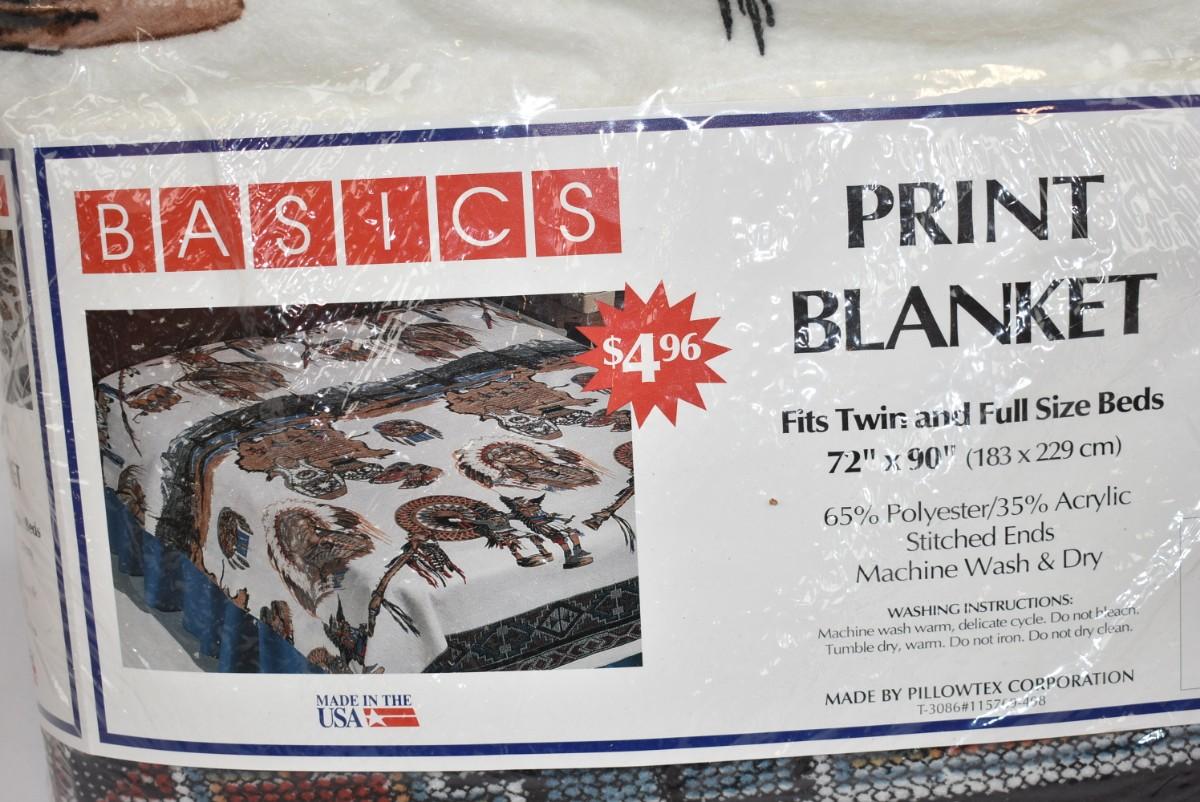 BASICS
$4.96
PRINT
BLANKET
Fits Twin and Full Size Beds
72" x 90" (183 x 229 cm)
65% Polyester/35% Acrylic
Stitched Ends
Machine Wash & Dry
WASHING INSTRUCTIONS:
Machine wash warm, delicate cycle. Do not bleach.
Tumble dry, warm. Do not iron. Do not dry clean.
MADE BY PILLOWTEX CORPORATION
MADE IN THE
USA